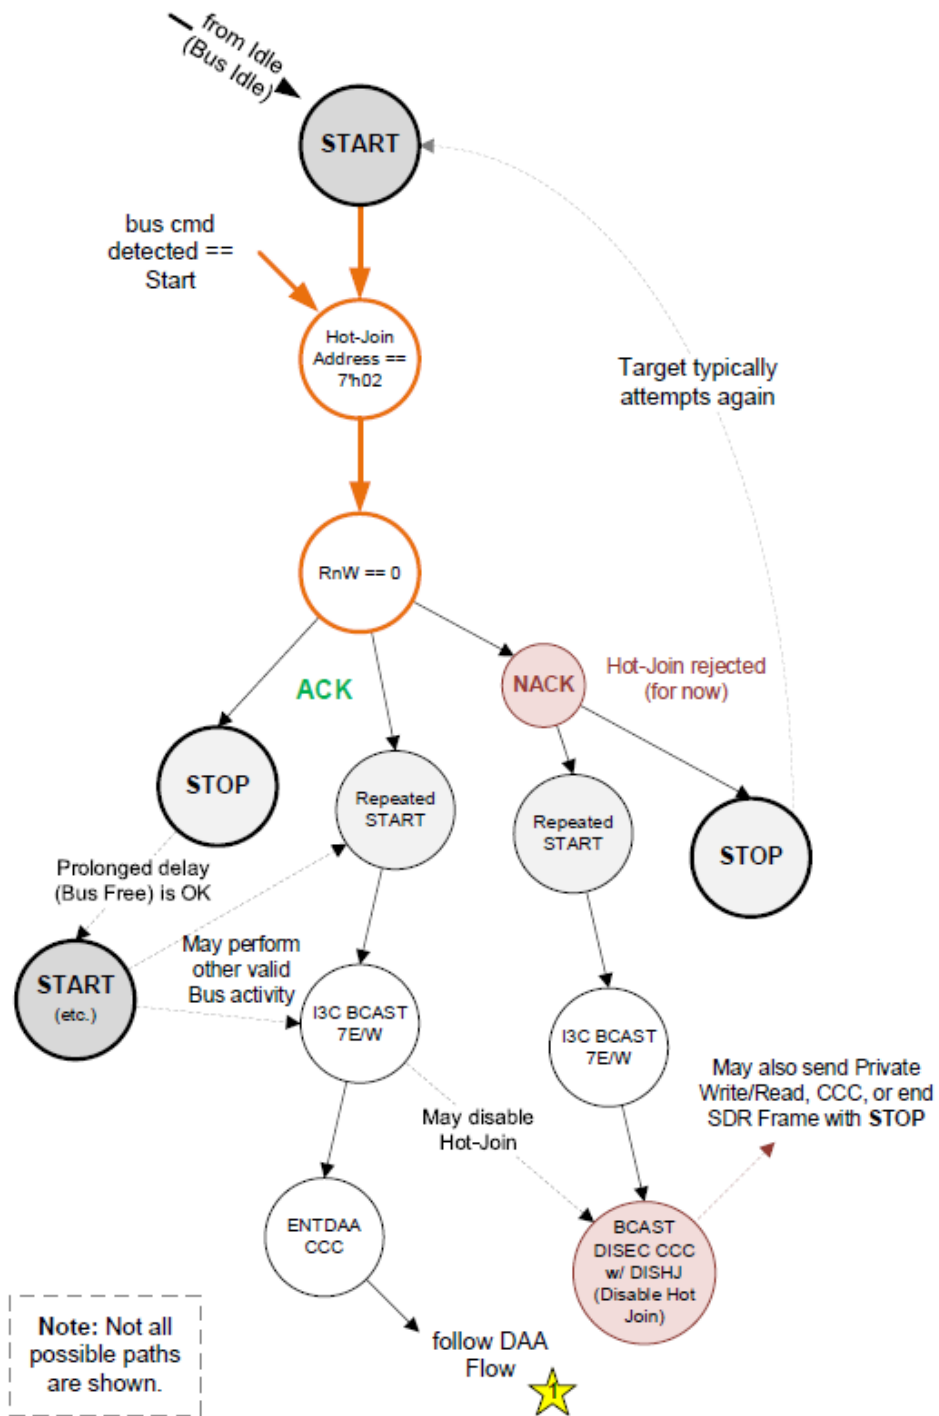 from Idle
(Bus Idle)
START
bus cmd
detected ==
Start
Hot-Join
Address ==
7'h02
Target typically
attempts again
RnW == 0
ACK
NACK
Hot-Join rejected
(for now)
STOP
Repeated
START
Repeated
START
STOP
Prolonged delay
(Bus Free) is OK
START
(etc.)
May perform
other valid
Bus activity
I3C BCAST
7E/W
I3C BCAST
7E/W
May also send Private
Write/Read, CCC, or end
SDR Frame with STOP
May disable
Hot-Join
ENTDAA
CCC
BCAST
DISEC CCC
w/ DISHJ
(Disable Hot
Join)
Note: Not all
possible paths
are shown.
follow DAA
Flow
1